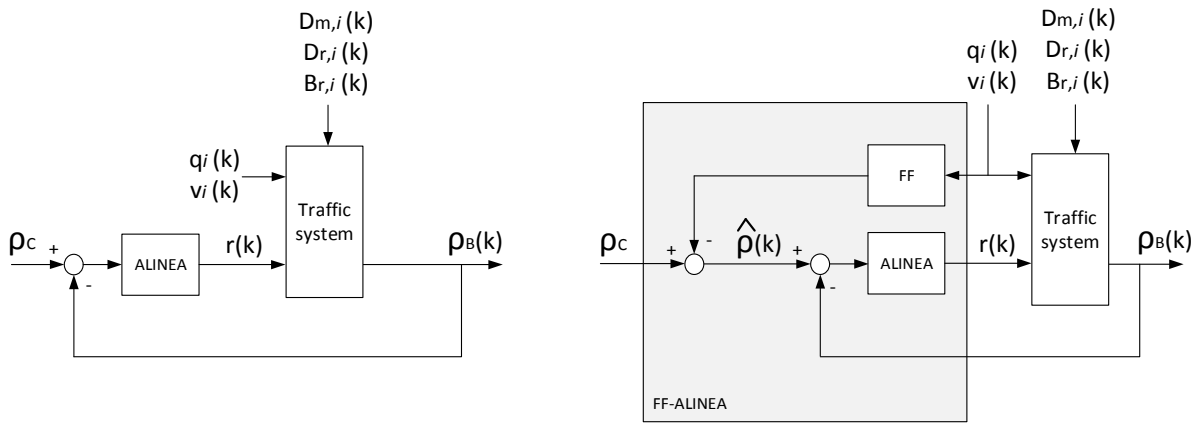 Dm,i (k)
Dr,i (k)
Br,i (k)
qi (k)
vi (k)
Traffic
system
ρc
+
-
ALINEA
r(k)
ρB(k)
Dm,i (k)
Dr,i (k)
Br,i (k)
qi (k)
vi (k)
FF
Traffic
system
ρc
+
-
ρ̂(k)
+
-
ALINEA
r(k)
ρB(k)
FF-ALINEA